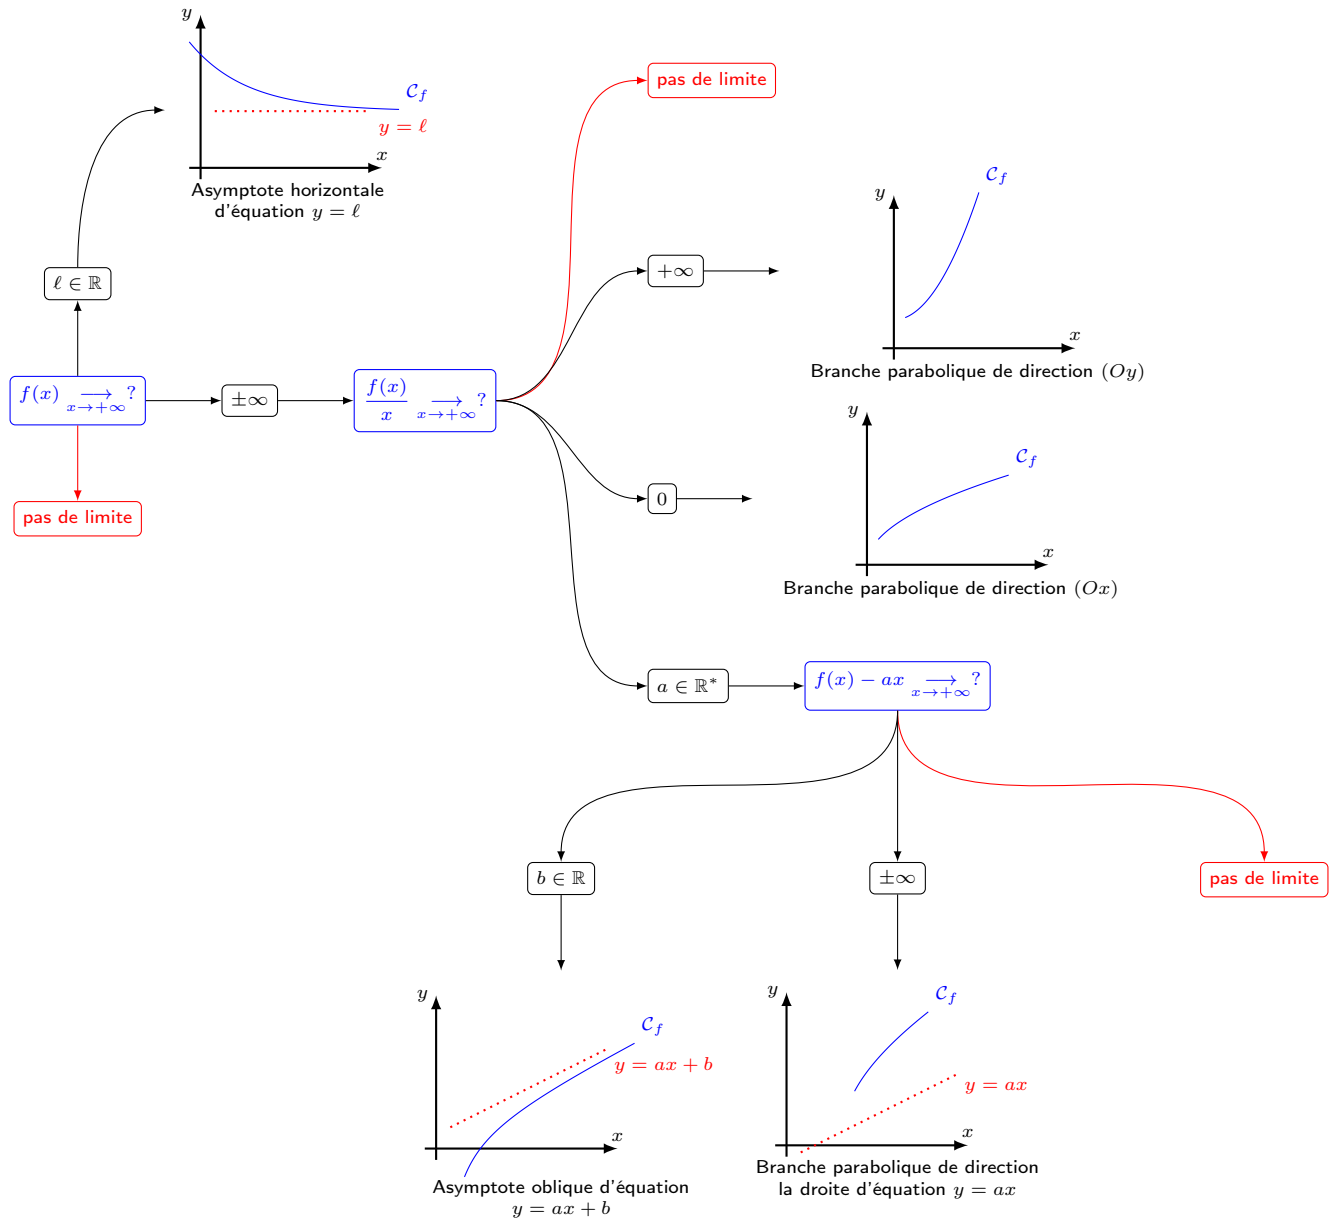 y
𝒞_f
y = ℓ
x
Asymptote horizontale
d'équation y = ℓ
pas de limite
y
𝒞_f
x
Branche parabolique de direction (Oy)
ℓ ∈ ℝ
+∞
f(x) ⟶ ?
x→+∞
±∞
f(x)
x
⟶ ?
x→+∞
pas de limite
0
y
𝒞_f
x
Branche parabolique de direction (Ox)
a ∈ ℝ*
f(x) − ax ⟶ ?
x→+∞
b ∈ ℝ
±∞
pas de limite
y
𝒞_f
y = ax + b
x
Asymptote oblique d'équation
y = ax + b
y
𝒞_f
y = ax
x
Branche parabolique de direction
la droite d'équation y = ax